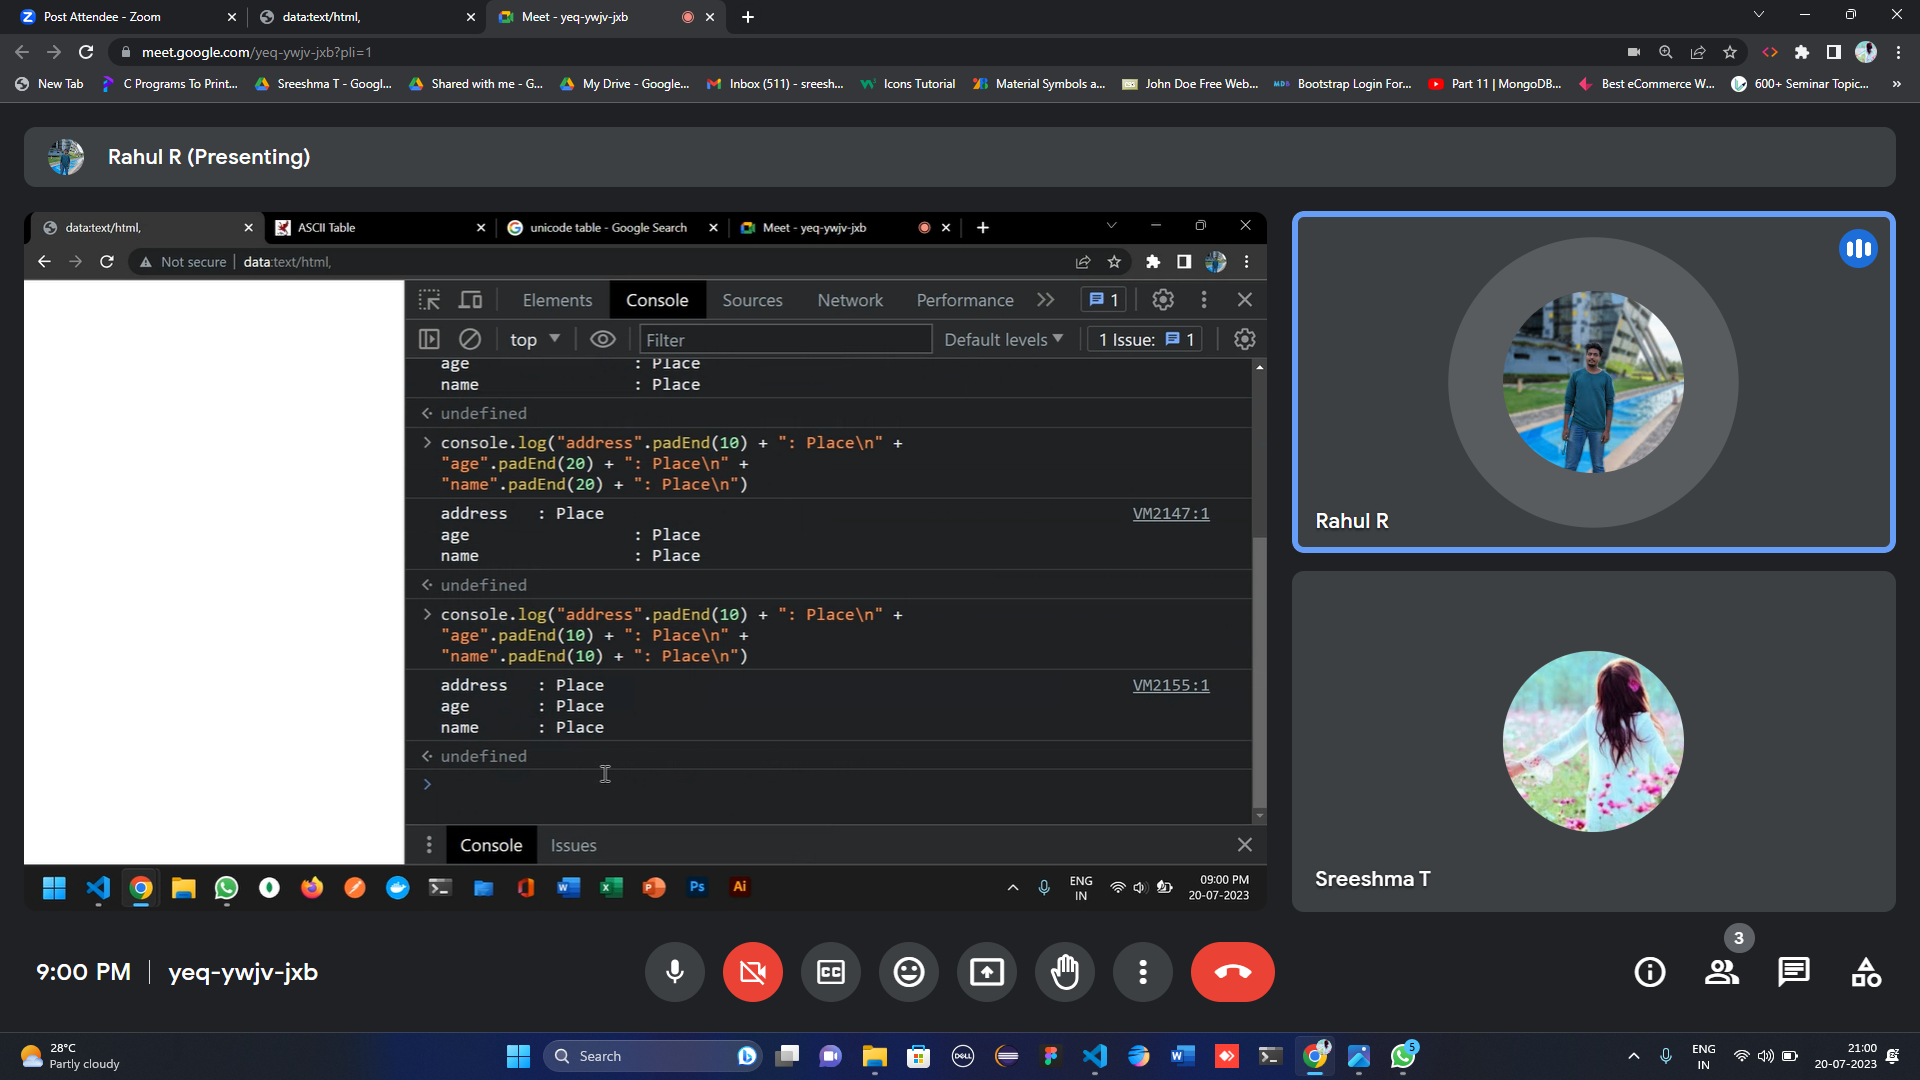 Post Attendee - Zoom
data:text/html,
Meet - yeq-ywjv-jxb
meet.google.com/yeq-ywjv-jxb?pli=1
New Tab
C Programs To Print...
Sreeshma T - Googl...
Shared with me - G...
My Drive - Google...
Inbox (511) - sreesh...
Icons Tutorial
Material Symbols a...
John Doe Free Web...
Bootstrap Login For...
Part 11 | MongoDB...
Best eCommerce W...
600+ Seminar Topic...
Rahul R (Presenting)
data:text/html,
ASCII Table
unicode table - Google Search
Meet - yeq-ywjv-jxb
Not secure | data:text/html,
Elements
Console
Sources
Network
Performance
1
top
Filter
Default levels
1 Issue: 1
age : Place
name : Place
undefined
console.log("address".padEnd(10) + ": Place\n" +
"age".padEnd(20) + ": Place\n" +
"name".padEnd(20) + ": Place\n")
address : Place VM2147:1
age : Place
name : Place
undefined
console.log("address".padEnd(10) + ": Place\n" +
"age".padEnd(10) + ": Place\n" +
"name".padEnd(10) + ": Place\n")
address : Place VM2155:1
age : Place
name : Place
undefined
Console
Issues
ENG
IN
09:00 PM
20-07-2023
Rahul R
Sreeshma T
9:00 PM | yeq-ywjv-jxb
CC
3
28°C
Partly cloudy
Search
DELL
5
ENG
IN
21:00
20-07-2023